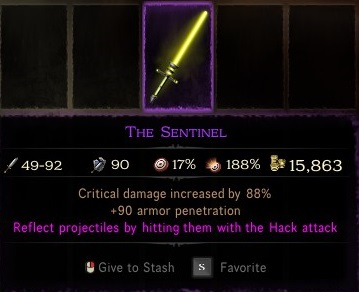 THE SENTINEL
49-92 90 17% 188% 15,863
Critical damage increased by 88%
+90 armor penetration
Reflect projectiles by hitting them with the Hack attack
Give to Stash S Favorite